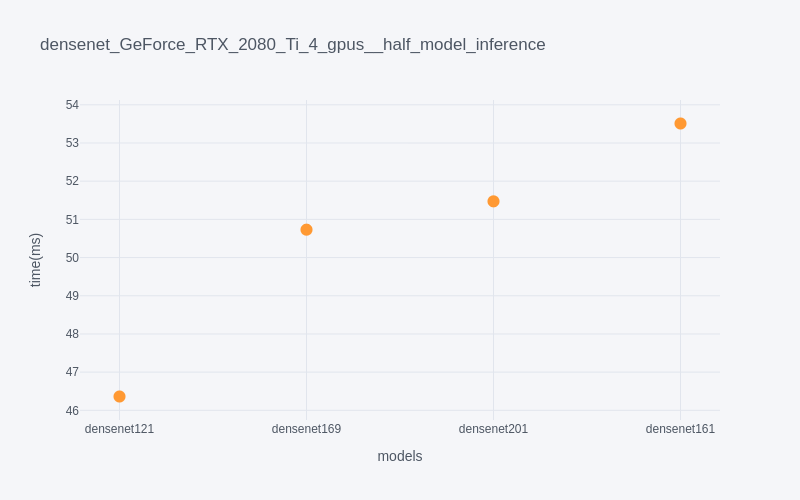 densenet_GeForce_RTX_2080_Ti_4_gpus__half_model_inference
54
53
52
51
50
49
48
47
46
time(ms)
densenet121
densenet169
densenet201
densenet161
models